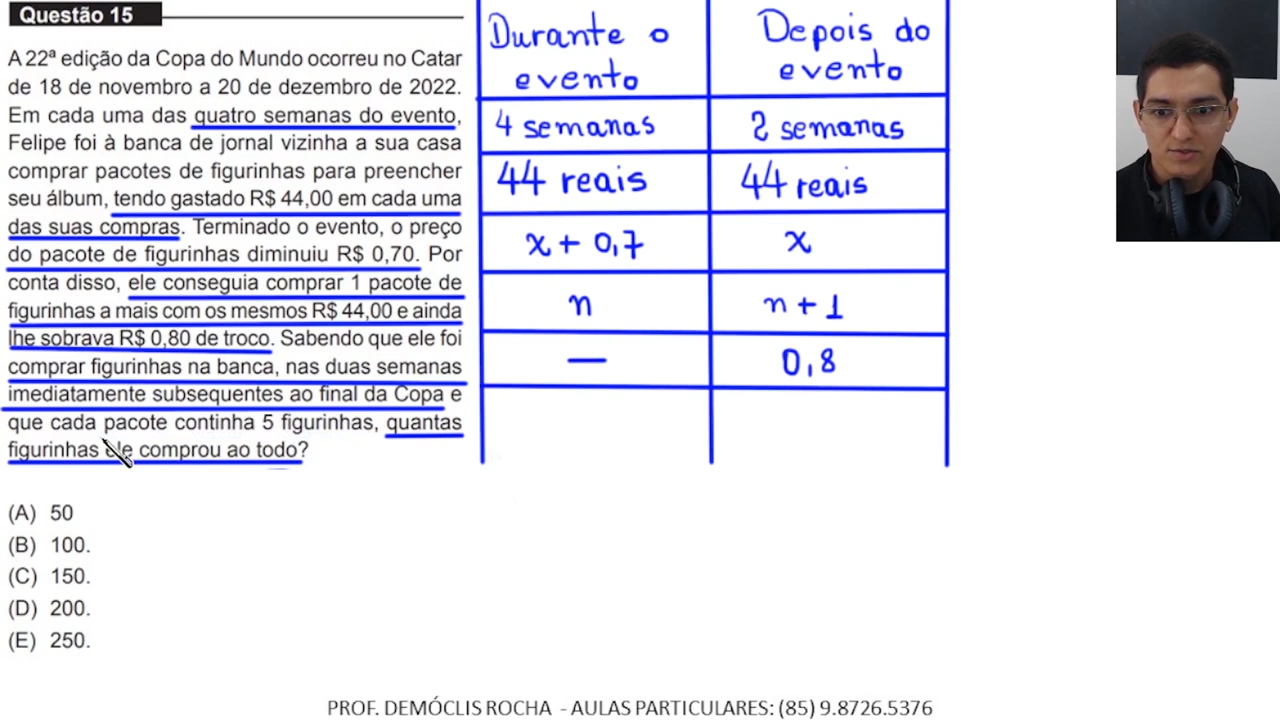 Questão 15
A 22ª edição da Copa do Mundo ocorreu no Catar
de 18 de novembro a 20 de dezembro de 2022.
Em cada uma das quatro semanas do evento,
Felipe foi à banca de jornal vizinha a sua casa
comprar pacotes de figurinhas para preencher
seu álbum, tendo gastado R$ 44,00 em cada uma
das suas compras. Terminado o evento, o preço
do pacote de figurinhas diminuiu R$ 0,70. Por
conta disso, ele conseguia comprar 1 pacote de
figurinhas a mais com os mesmos R$ 44,00 e ainda
lhe sobrava R$ 0,80 de troco. Sabendo que ele foi
comprar figurinhas na banca, nas duas semanas
imediatamente subsequentes ao final da Copa e
que cada pacote continha 5 figurinhas, quantas
figurinhas ele comprou ao todo?
(A) 50
(B) 100.
(C) 150.
(D) 200.
(E) 250.
Durante o evento
Depois do evento
4 semanas
2 semanas
44 reais
44 reais
x + 0,7
x
n
n + 1
—
0,8
PROF. DEMÓCLIS ROCHA - AULAS PARTICULARES: (85) 9.8726.5376